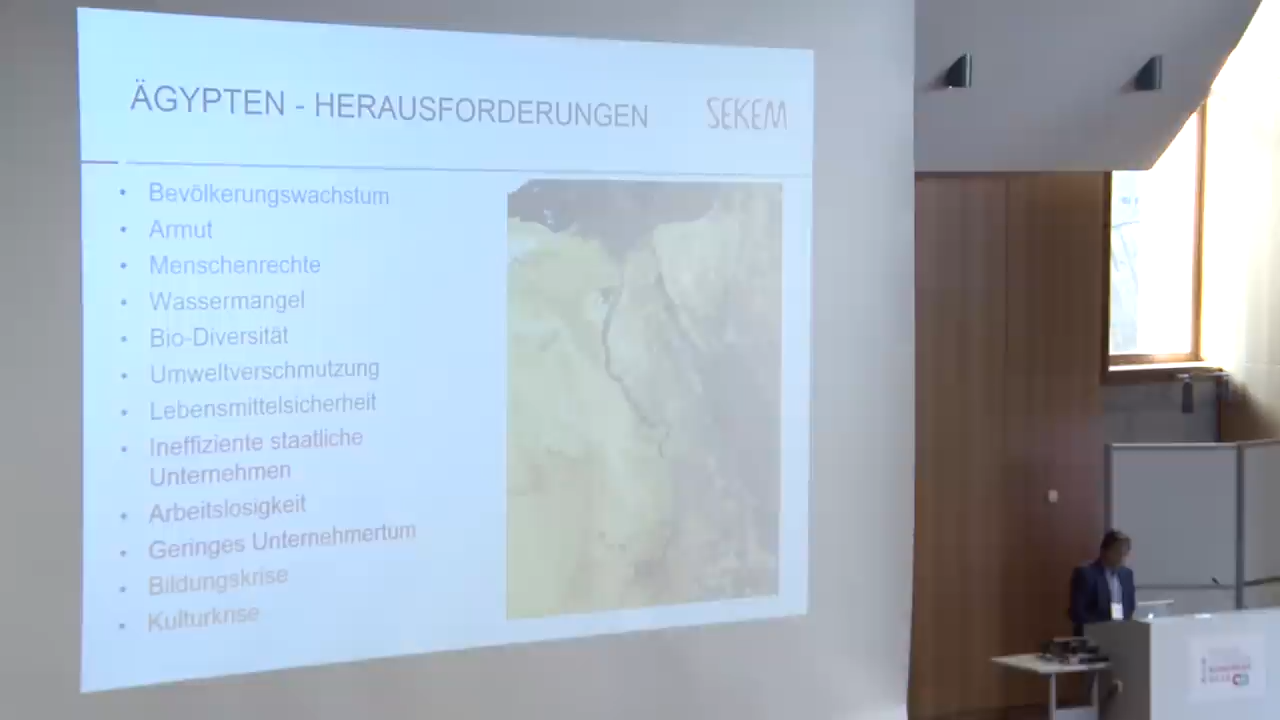 ÄGYPTEN - HERAUSFORDERUNGEN
SEKEM
• Bevölkerungswachstum
• Armut
• Menschenrechte
• Wassermangel
• Bio-Diversität
• Umweltverschmutzung
• Lebensmittelsicherheit
• Ineffiziente staatliche
Unternehmen
• Arbeitslosigkeit
• Geringes Unternehmertum
• Bildungskrise
• Kulturkrise